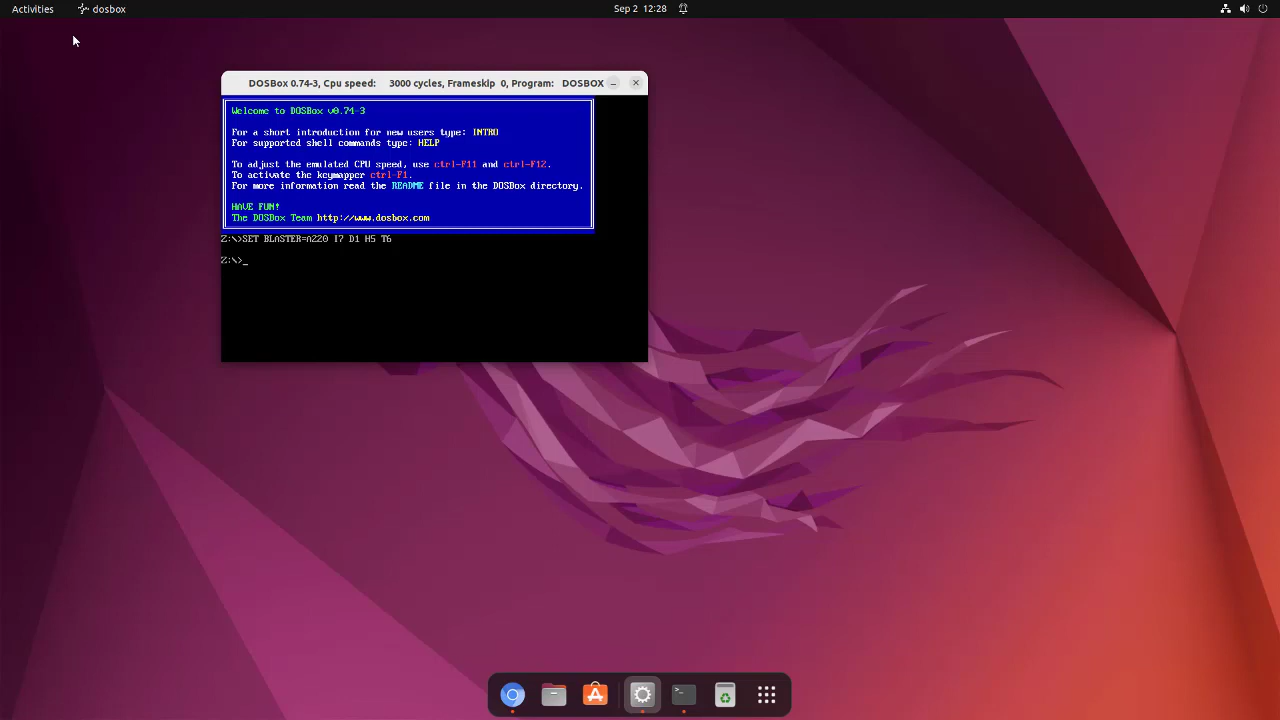 Activities
dosbox
Sep 2 12:28
DOSBox 0.74-3, Cpu speed: 3000 cycles, Frameskip 0, Program: DOSBOX
Welcome to DOSBox v0.74-3
For a short introduction for new users type: INTRO
For supported shell commands type: HELP
To adjust the emulated CPU speed, use ctrl-F11 and ctrl-F12.
To activate the keymapper ctrl-F1.
For more information read the README file in the DOSBox directory.
HAVE FUN!
The DOSBox Team http://www.dosbox.com
Z:\>SET BLASTER=A220 I7 D1 H5 T6
Z:\>_